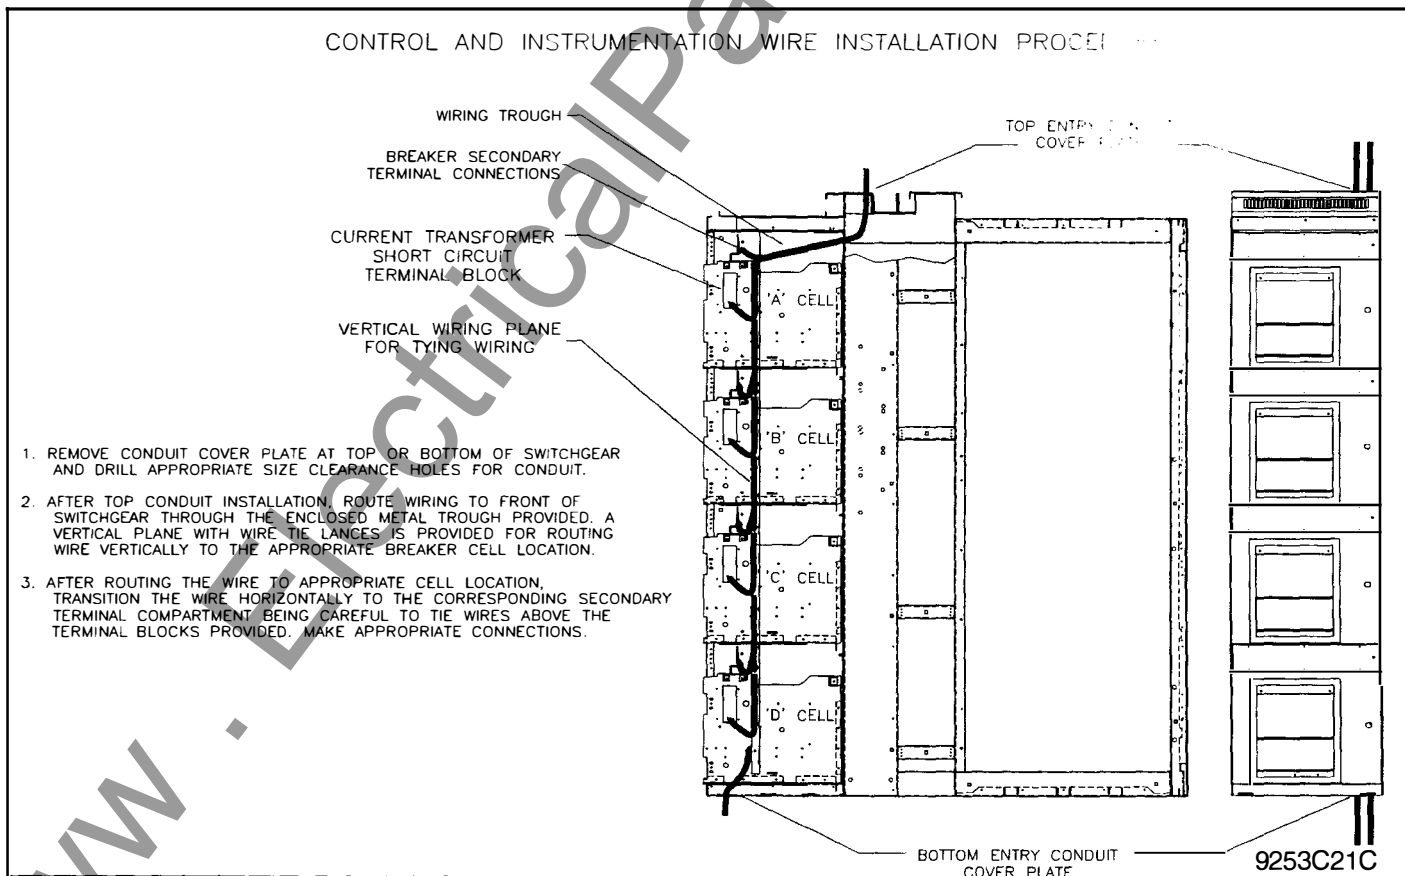 CONTROL AND INSTRUMENTATION WIRE INSTALLATION
WIRING TROUGH
BREAKER SECONDARY
TERMINAL CONNECTIONS
CURRENT TRANSFORMER
SHORT CIRCUIT
TERMINAL BLOCK
VERTICAL WIRING PLANE
FOR TYING WIRING
TOP ENTRY
COVER
'A' CELL
'B' CELL
'C' CELL
'D' CELL
1. REMOVE CONDUIT COVER PLATE AT TOP OR BOTTOM OF SWITCHGEAR
AND DRILL APPROPRIATE SIZE CLEARANCE HOLES FOR CONDUIT.
2. AFTER TOP CONDUIT INSTALLATION, ROUTE WIRING TO FRONT OF
SWITCHGEAR THROUGH THE ENCLOSED METAL TROUGH PROVIDED. A
VERTICAL PLANE WITH WIRE TIE LANCES IS PROVIDED FOR ROUTING
WIRE VERTICALLY TO THE APPROPRIATE BREAKER CELL LOCATION.
3. AFTER ROUTING THE WIRE TO APPROPRIATE CELL LOCATION,
TRANSITION THE WIRE HORIZONTALLY TO THE CORRESPONDING SECONDARY
TERMINAL COMPARTMENT BEING CAREFUL TO TIE WIRES ABOVE THE
TERMINAL BLOCKS PROVIDED. MAKE APPROPRIATE CONNECTIONS.
BOTTOM ENTRY CONDUIT
COVER PLATE
9253C21C
ww . ElectricalPa